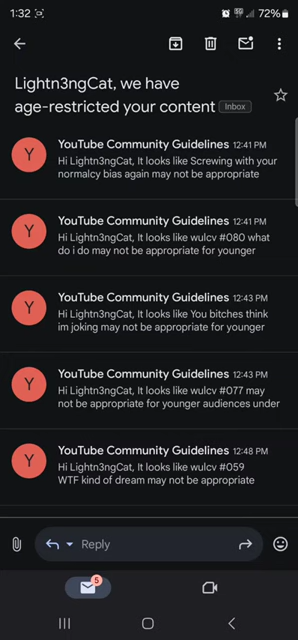 1:32
72%
Lightn3ngCat, we have
age-restricted your content Inbox
Y
YouTube Community Guidelines 12:41 PM
Hi Lightn3ngCat, It looks like Screwing with your
normalcy bias again may not be appropriate
Y
YouTube Community Guidelines 12:41 PM
Hi Lightn3ngCat, It looks like wulcv #080 what
do i do may not be appropriate for younger
Y
YouTube Community Guidelines 12:43 PM
Hi Lightn3ngCat, It looks like You bitches think
im joking may not be appropriate for younger
Y
YouTube Community Guidelines 12:43 PM
Hi Lightn3ngCat, It looks like wulcv #077 may
not be appropriate for younger audiences under
Y
YouTube Community Guidelines 12:48 PM
Hi Lightn3ngCat, It looks like wulcv #059
WTF kind of dream may not be appropriate
Reply
5